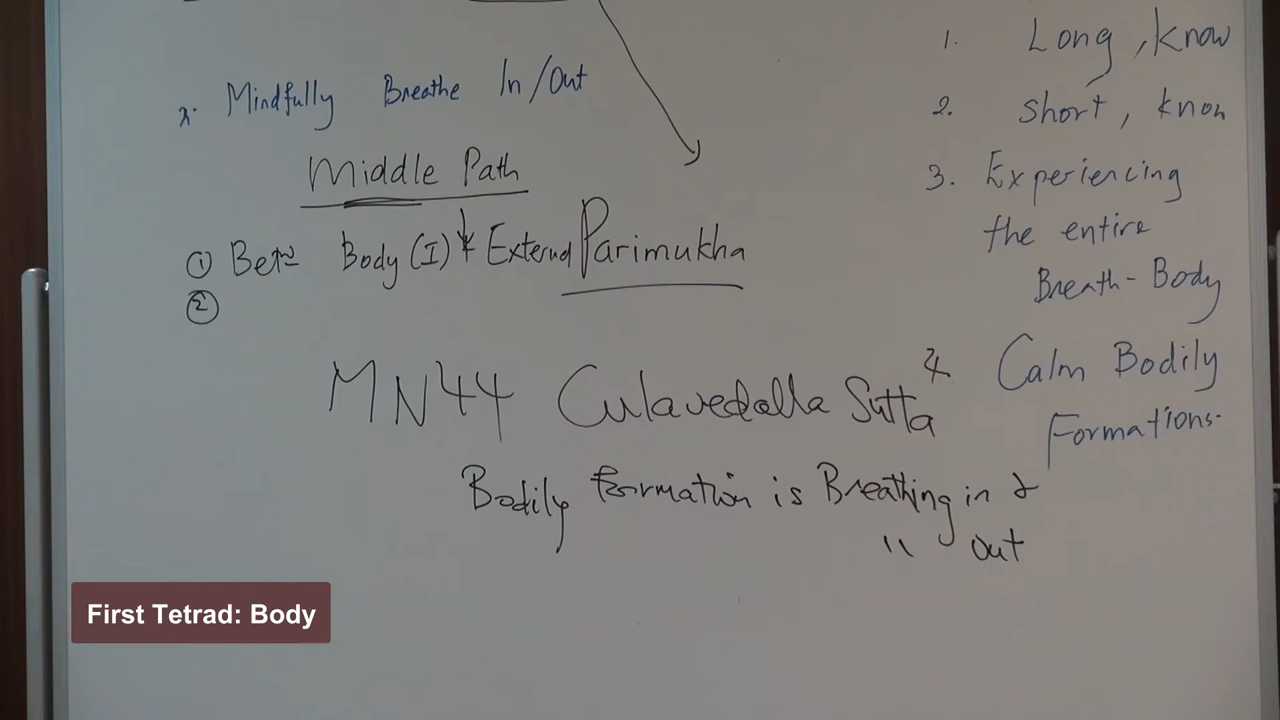 2. Mindfully Breathe In/Out
Middle Path
① Betn Body (I) & External
Parimukha
②
MN44 Culavedalla Sutta
Bodily formation is Breathing in &
" out
1. Long, know
2. Short, know
3. Experiencing
the entire
Breath-Body
4. Calm Bodily
Formations.
First Tetrad: Body